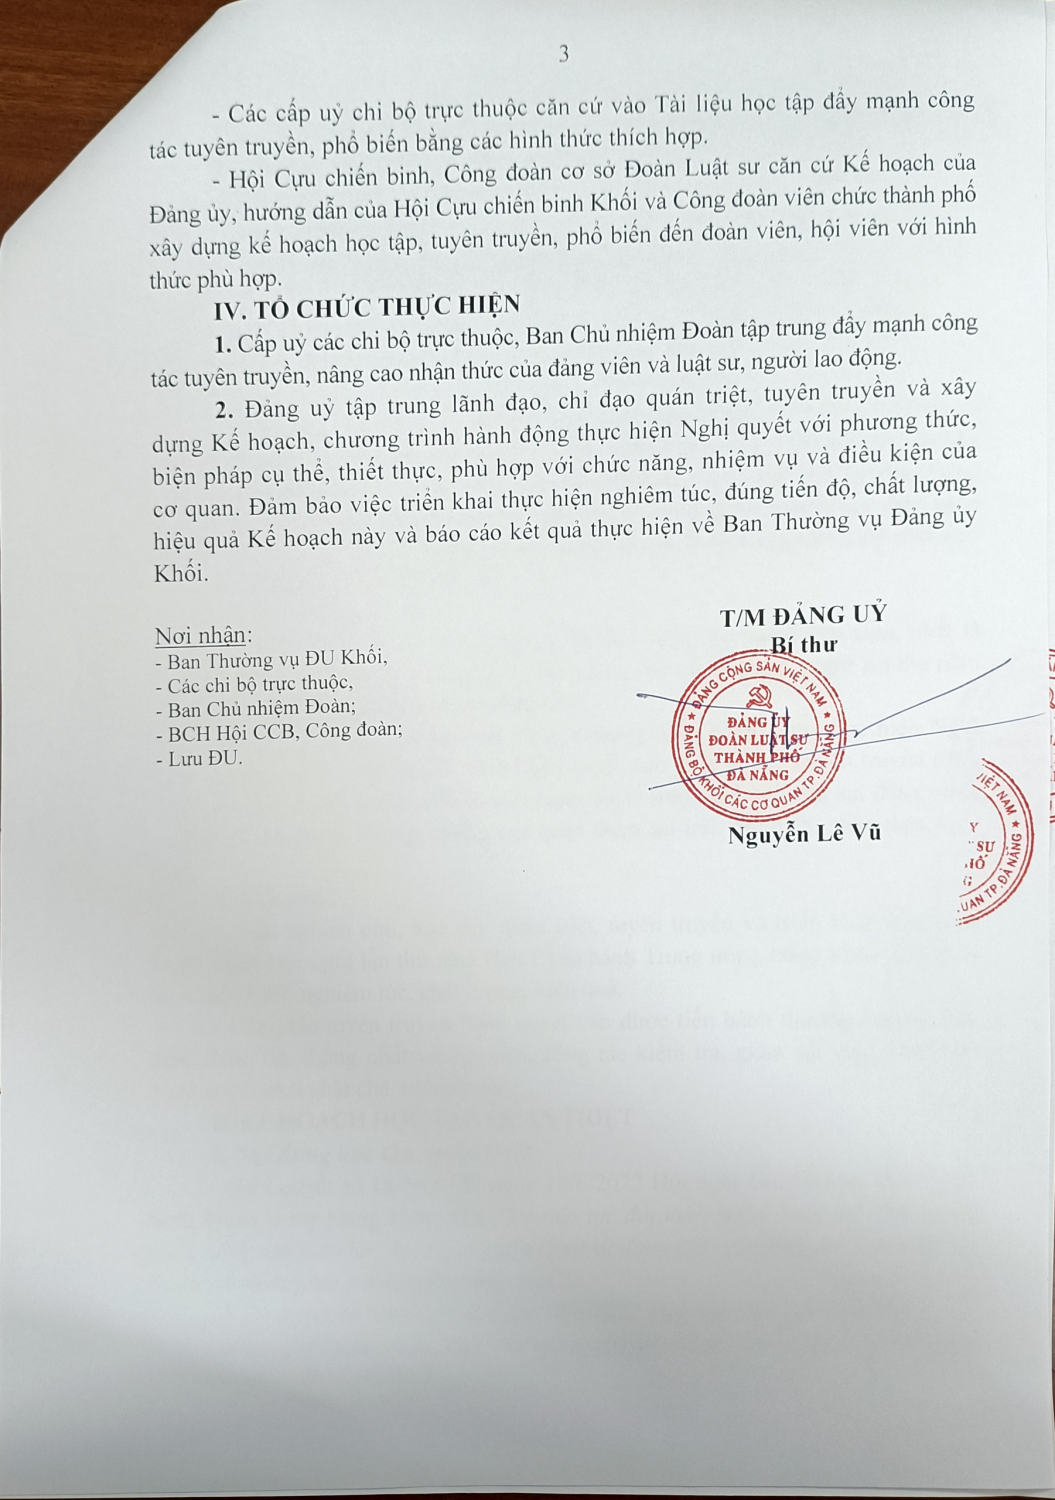 3
- Các cấp uỷ chi bộ trực thuộc căn cứ vào Tài liệu học tập đẩy mạnh công
tác tuyên truyền, phổ biến bằng các hình thức thích hợp.
- Hội Cựu chiến binh, Công đoàn cơ sở Đoàn Luật sư căn cứ Kế hoạch của
Đảng ủy, hướng dẫn của Hội Cựu chiến binh Khối và Công đoàn viên chức thành phố
xây dựng kế hoạch học tập, tuyên truyền, phổ biến đến đoàn viên, hội viên với hình
thức phù hợp.
IV. TỔ CHỨC THỰC HIỆN
1. Cấp uỷ các chi bộ trực thuộc, Ban Chủ nhiệm Đoàn tập trung đẩy mạnh công
tác tuyên truyền, nâng cao nhận thức của đảng viên và luật sư, người lao động.
2. Đảng uỷ tập trung lãnh đạo, chỉ đạo quán triệt, tuyên truyền và xây
dựng Kế hoạch, chương trình hành động thực hiện Nghị quyết với phương thức,
biện pháp cụ thể, thiết thực, phù hợp với chức năng, nhiệm vụ và điều kiện của
cơ quan. Đảm bảo việc triển khai thực hiện nghiêm túc, đúng tiến độ, chất lượng,
hiệu quả Kế hoạch này và báo cáo kết quả thực hiện về Ban Thường vụ Đảng ủy
Khối.
Nơi nhận:
- Ban Thường vụ ĐU Khối,
- Các chi bộ trực thuộc,
- Ban Chủ nhiệm Đoàn;
- BCH Hội CCB, Công đoàn;
- Lưu ĐU.
T/M ĐẢNG UỶ
Bí thư
ĐẢNG CỘNG SẢN VIỆT NAM
ĐẢNG ỦY
ĐOÀN LUẬT SƯ
THÀNH PHỐ
ĐÀ NẴNG
ĐẢNG BỘ KHỐI CÁC CƠ QUAN TP. ĐÀ NẴNG
Nguyễn Lê Vũ
VIỆT NAM
Y
SƯ
HỐ
G
QUAN TP. ĐÀ NẴNG